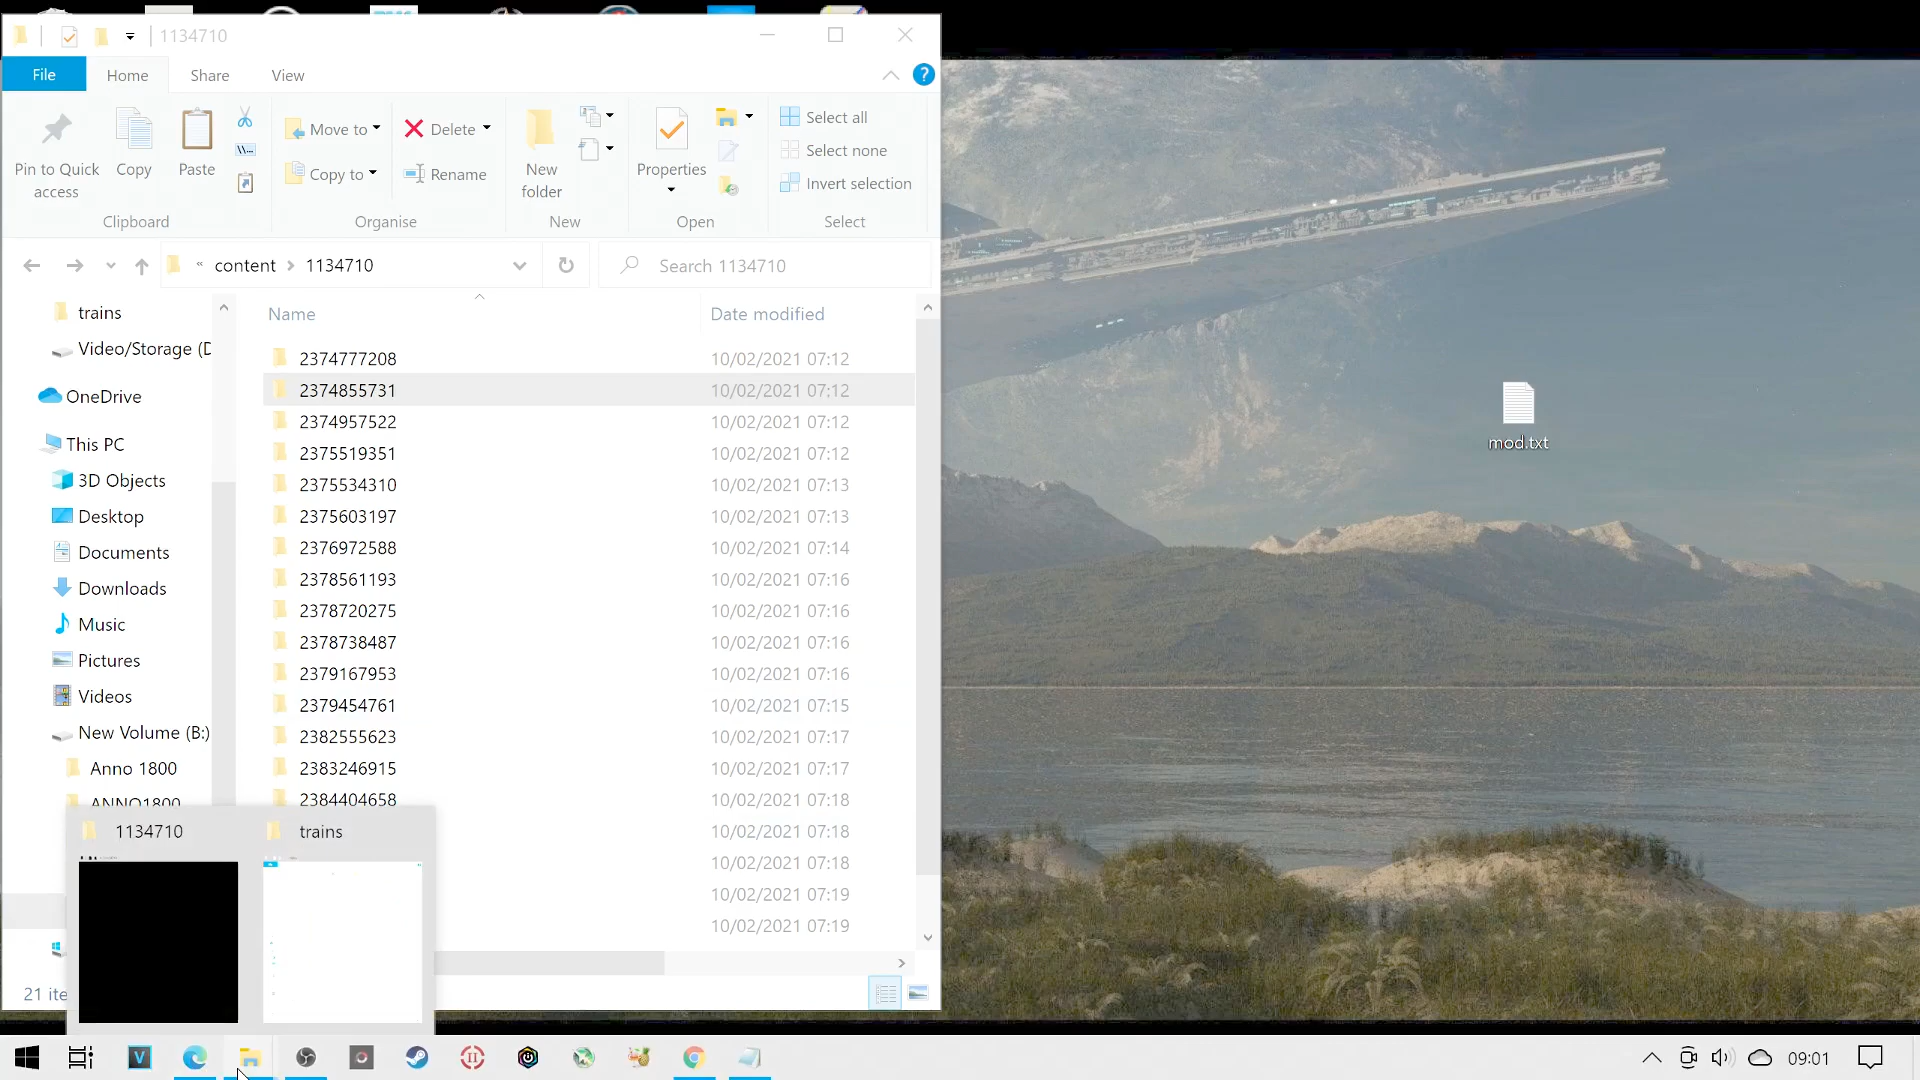 1134710
File
Home
Share
View
?
Pin to Quick access
Copy
Paste
Move to
Copy to
Delete
Rename
New folder
Properties
Select all
Select none
Invert selection
Clipboard
Organise
New
Open
Select
« content > 1134710
Search 1134710
trains
Video/Storage (D
OneDrive
This PC
3D Objects
Desktop
Documents
Downloads
Music
Pictures
Videos
New Volume (B:)
Anno 1800
ANNO1800
Name Date modified
2374777208 10/02/2021 07:12
2374855731 10/02/2021 07:12
2374957522 10/02/2021 07:12
2375519351 10/02/2021 07:12
2375534310 10/02/2021 07:13
2375603197 10/02/2021 07:13
2376972588 10/02/2021 07:14
2378561193 10/02/2021 07:16
2378720275 10/02/2021 07:16
2378738487 10/02/2021 07:16
2379167953 10/02/2021 07:16
2379454761 10/02/2021 07:15
2382555623 10/02/2021 07:17
2383246915 10/02/2021 07:17
2384404658 10/02/2021 07:18
10/02/2021 07:18
10/02/2021 07:18
10/02/2021 07:19
10/02/2021 07:19
1134710
trains
21 ite
mod.txt
V
09:01